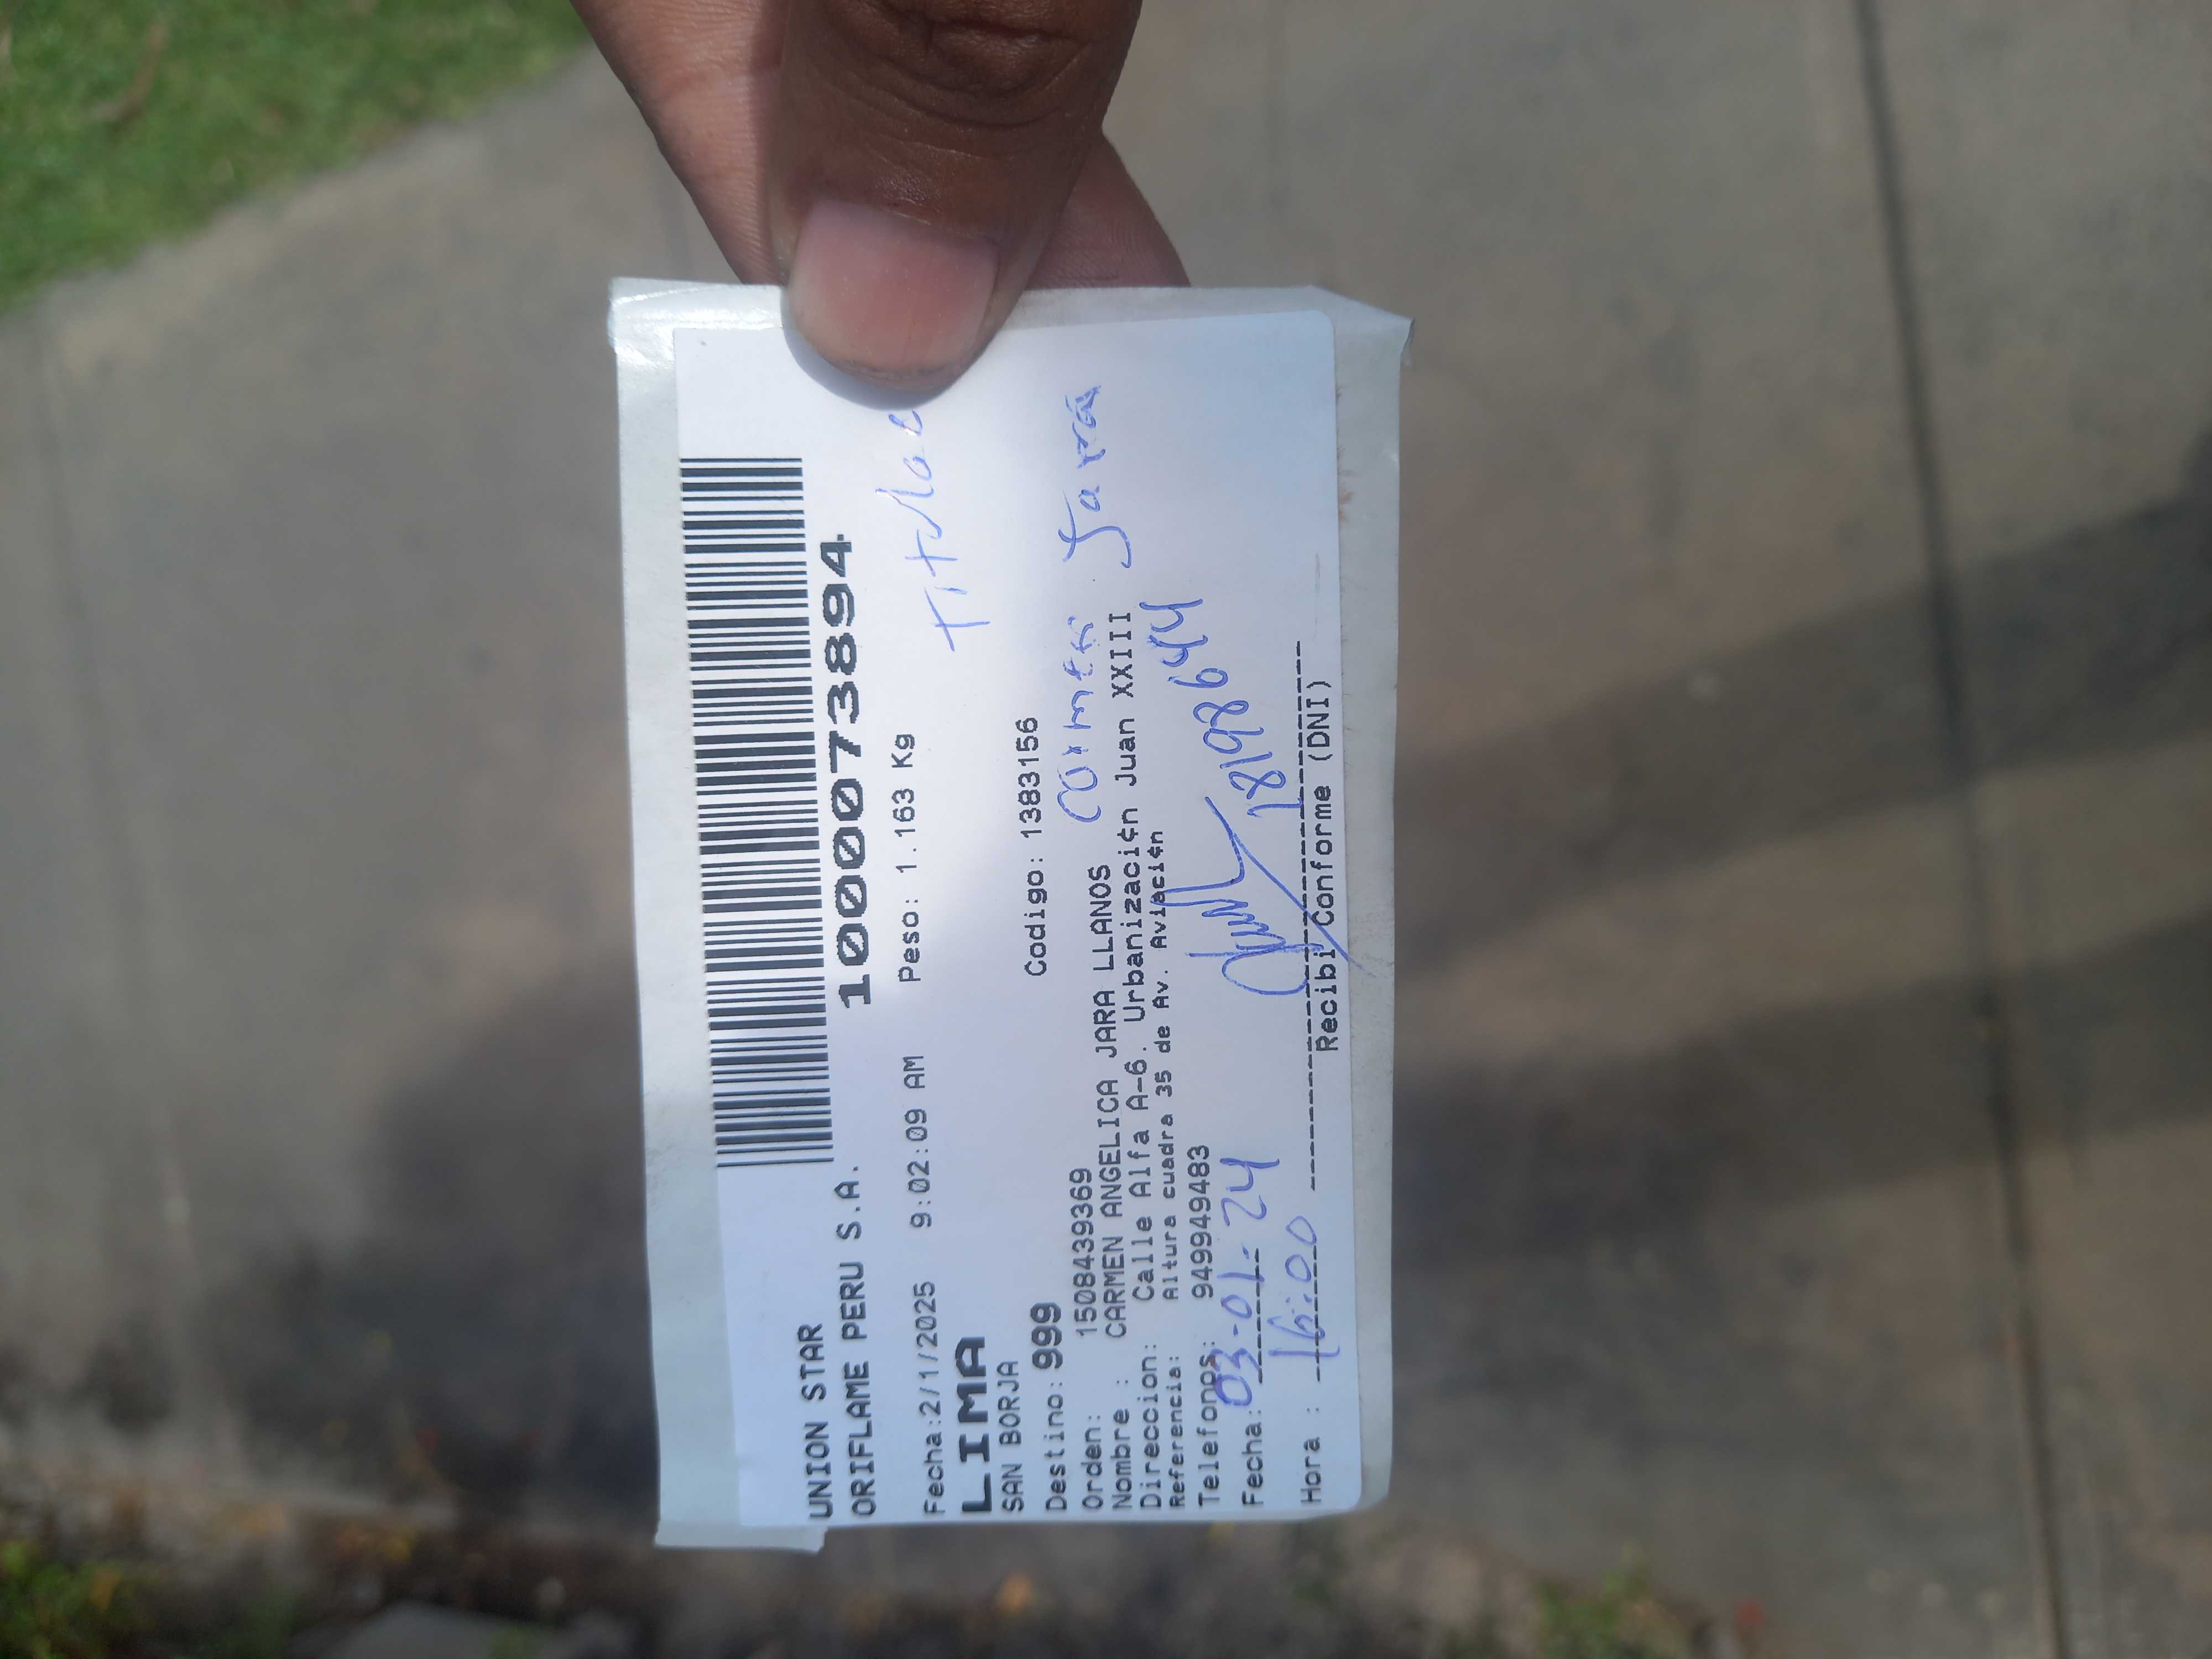 UNION STAR
ORIFLAME PERU S.A. 1000073894
Fecha:2/1/2025 9:02:09 AM Peso: 1.163 Kg
Titular
LIMA
SAN BORJA
Destino: 999 Codigo: 1383156
Orden: 1508439369
Nombre : CARMEN ANGELICA JARA LLANOS Carmen Jara
Direccion: Calle Alfa A-6. Urbanizaci¢n Juan XXIII
Referencia: Altura cuadra 35 de Av. Aviaci¢n
Telefonos: 949949483
Fecha: 03-01-24
Hora : 16:00
Recibi Conforme (DNI)